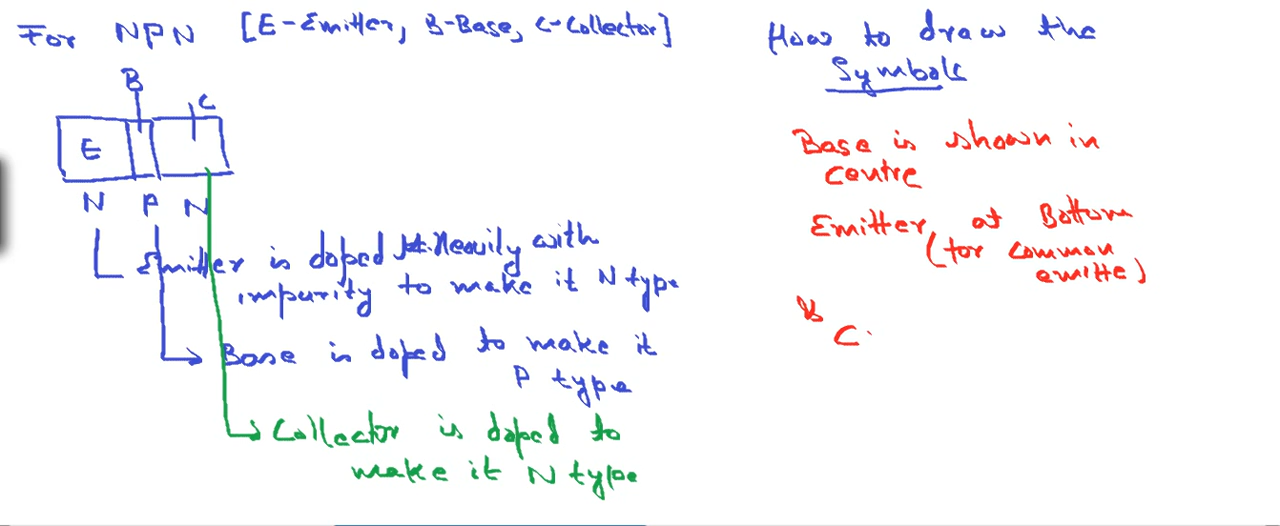 For NPN [E-Emitter, B-Base, C-Collector]
B
C
E
N P N
Emitter is doped Heavily with
impurity to make it N type
Base is doped to make it
P type
Collector is doped to
make it N type
How to draw the
Symbols
Base is shown in
centre
Emitter at Bottom
(for common
emitte)
C